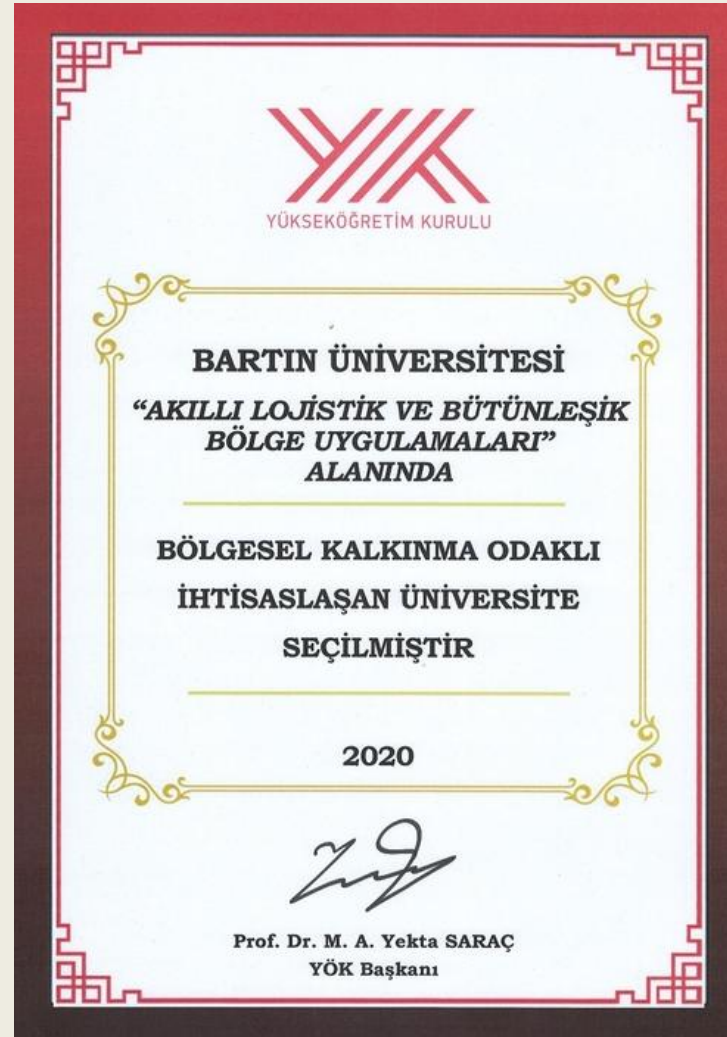 YÖK
YÜKSEKÖĞRETİM KURULU
BARTIN ÜNİVERSİTESİ
“AKILLI LOJİSTİK VE BÜTÜNLEŞİK
BÖLGE UYGULAMALARI”
ALANINDA
BÖLGESEL KALKINMA ODAKLI
İHTİSASLAŞAN ÜNİVERSİTE
SEÇİLMİŞTİR
2020
Prof. Dr. M. A. Yekta SARAÇ
YÖK Başkanı